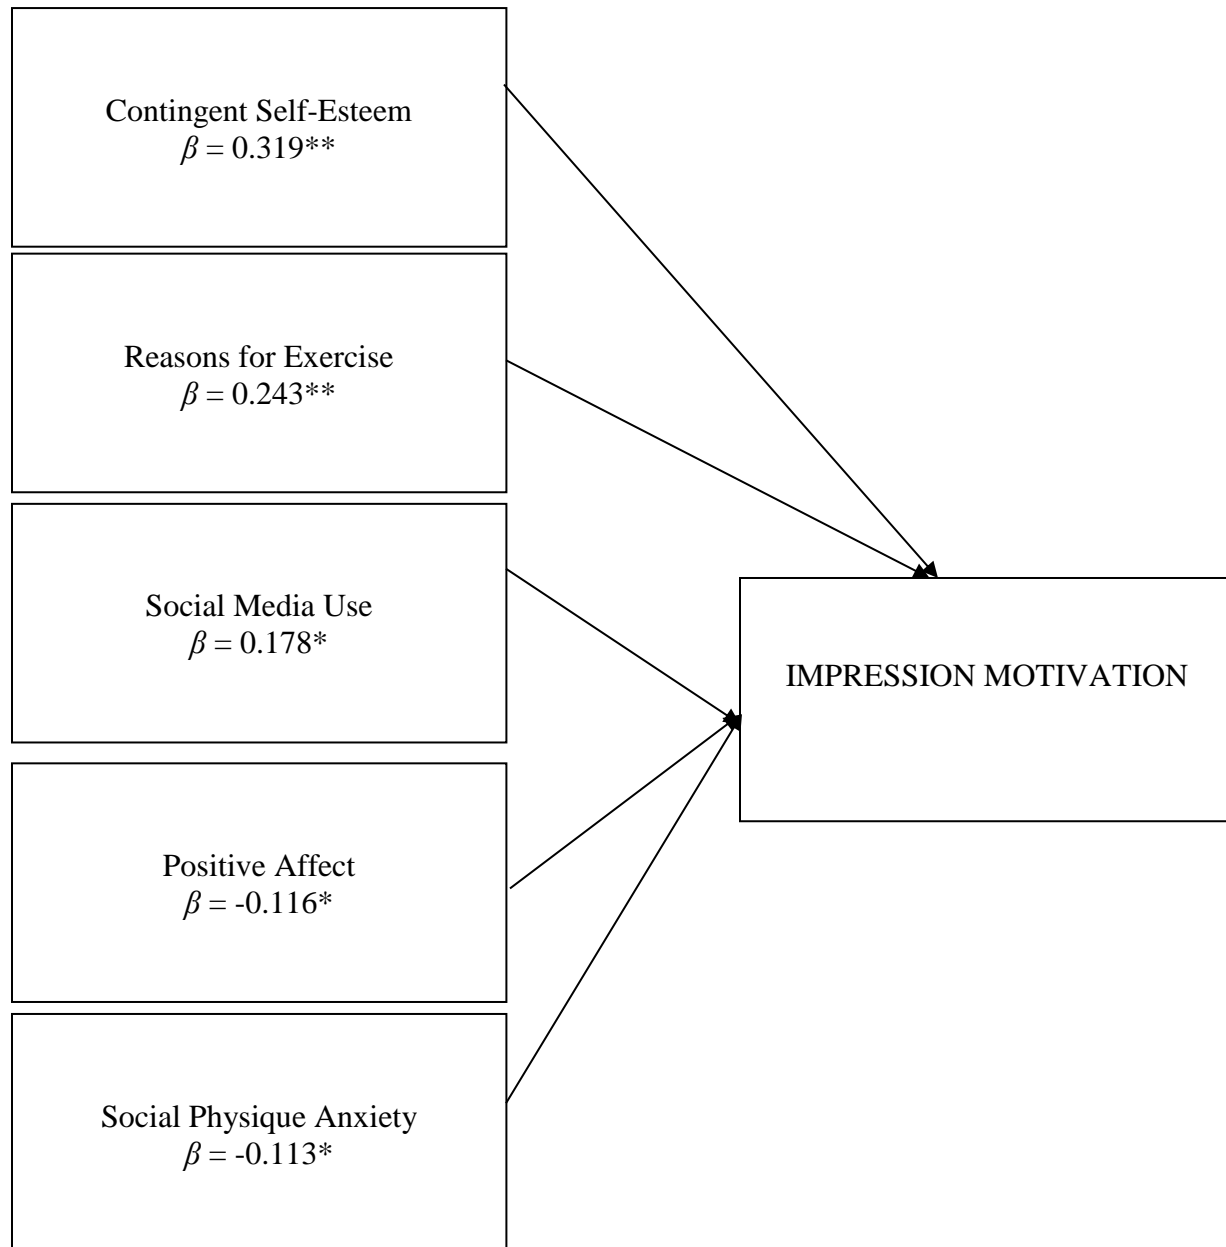 Contingent Self-Esteem
β = 0.319**
Reasons for Exercise
β = 0.243**
Social Media Use
β = 0.178*
IMPRESSION MOTIVATION
Positive Affect
β = -0.116*
Social Physique Anxiety
β = -0.113*